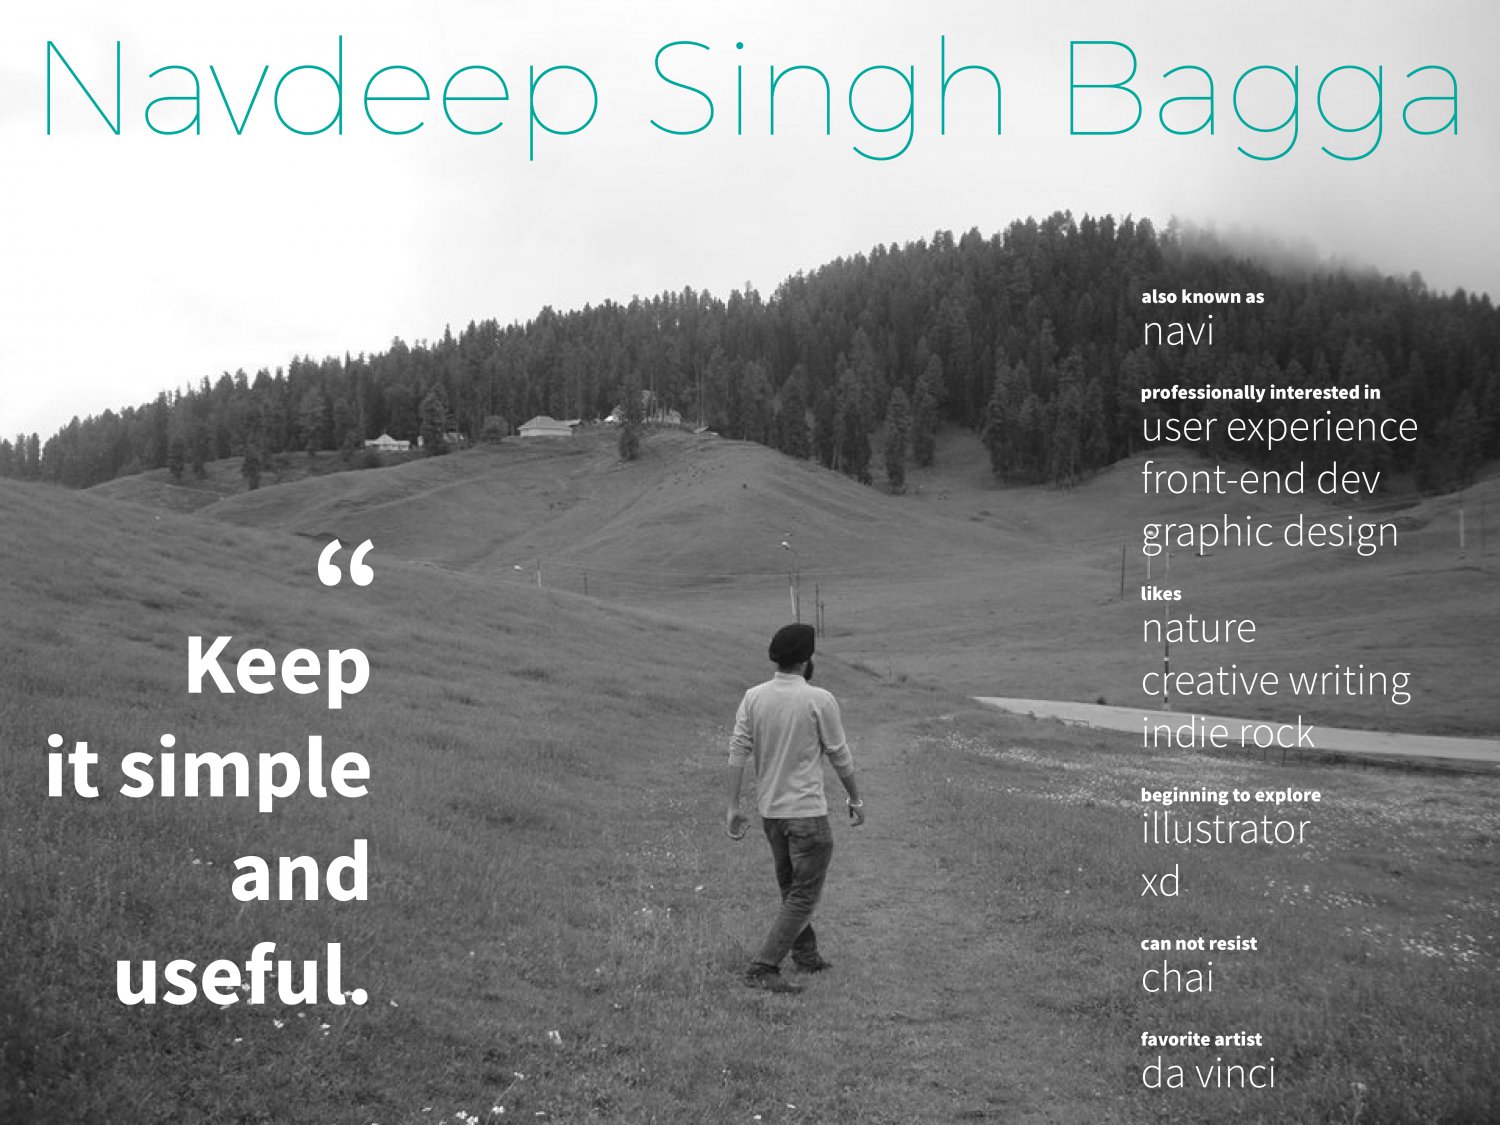 Navdeep Singh Bagga
“
Keep
it simple
and
useful.
also known as
navi
professionally interested in
user experience
front-end dev
graphic design
likes
nature
creative writing
indie rock
beginning to explore
illustrator
xd
can not resist
chai
favorite artist
da vinci